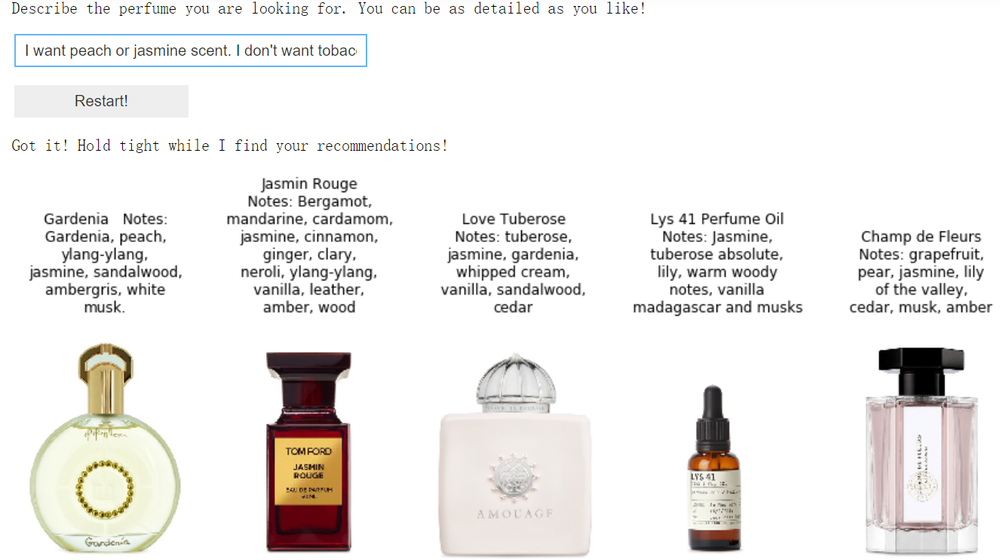 Describe the perfume you are looking for. You can be as detailed as you like!
I want peach or jasmine scent. I don't want tobac
Restart!
Got it! Hold tight while I find your recommendations!
Gardenia Notes:
Gardenia, peach,
ylang-ylang,
jasmine, sandalwood,
ambergris, white
musk.
Jasmin Rouge
Notes: Bergamot,
mandarine, cardamom,
jasmine, cinnamon,
ginger, clary,
neroli, ylang-ylang,
vanilla, leather,
amber, wood
Love Tuberose
Notes: tuberose,
jasmine, gardenia,
whipped cream,
vanilla, sandalwood,
cedar
Lys 41 Perfume Oil
Notes: Jasmine,
tuberose absolute,
lily, warm woody
notes, vanilla
madagascar and musks
Champ de Fleurs
Notes: grapefruit,
pear, jasmine, lily
of the valley,
cedar, musk, amber
Gardenia
TOM FORD
JASMIN
ROUGE
EAU DE PARFUM
LOVE TUBEROSE
AMOUAGE
LYS 41